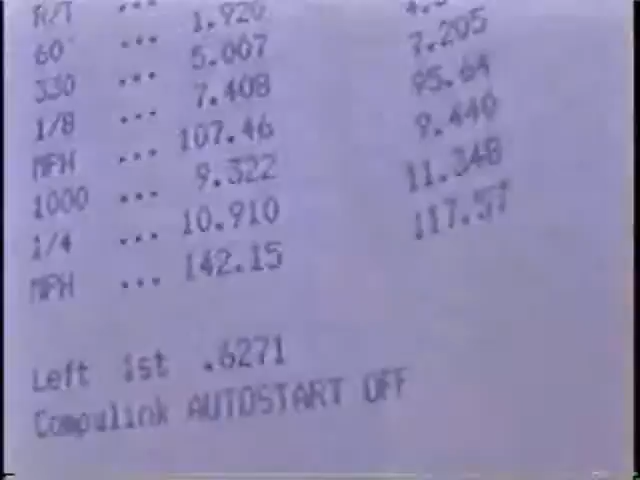 R/T ...
60' ... 1.920
330 ... 5.007
1/8 ... 7.408 7.205
MPH ... 107.46 95.64
1000 ... 9.322 9.440
1/4 ... 10.910 11.348
MPH ... 142.15 117.57
Left 1st .6271
Compulink AUTOSTART OFF